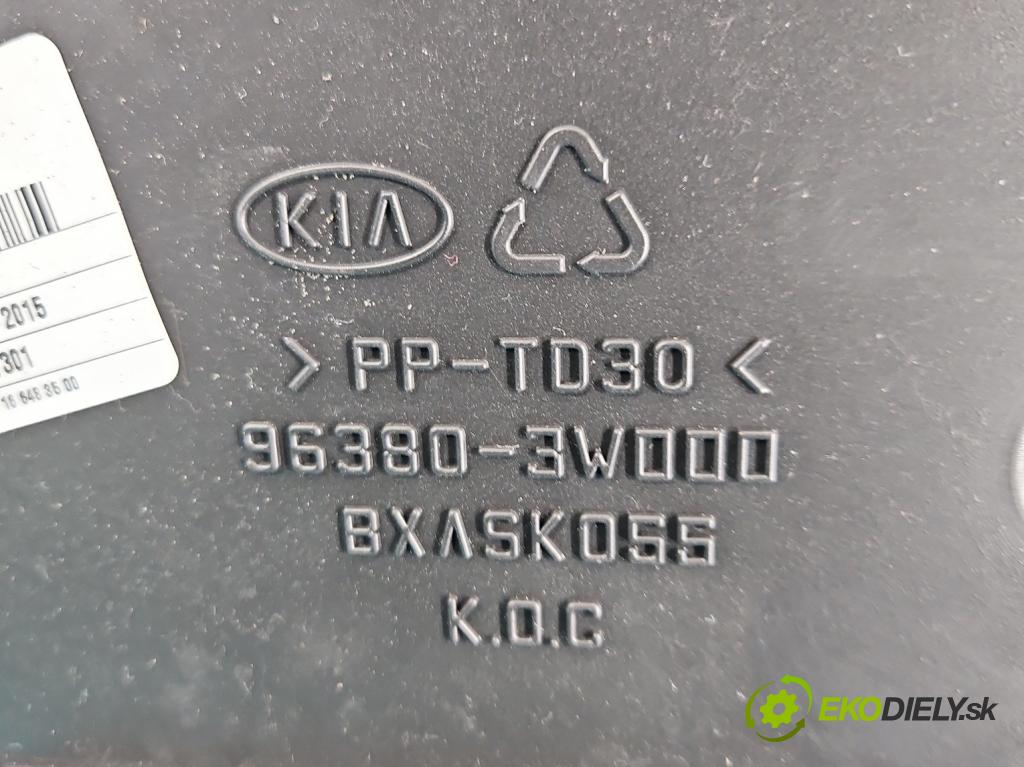 KIA
> PP-TD30 <
96380-3W000
BXASK055
K.O.C
2015
301
EKODIELY.sk